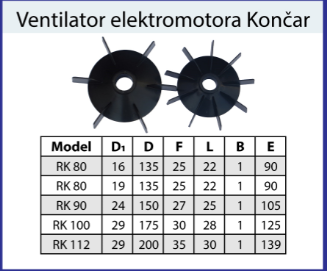 Ventilator elektromotora Končar
Model D1 D F L B E
RK 80 16 135 25 22 1 90
RK 80 19 135 25 22 1 90
RK 90 24 150 27 25 1 105
RK 100 29 175 30 28 1 125
RK 112 29 200 35 30 1 139